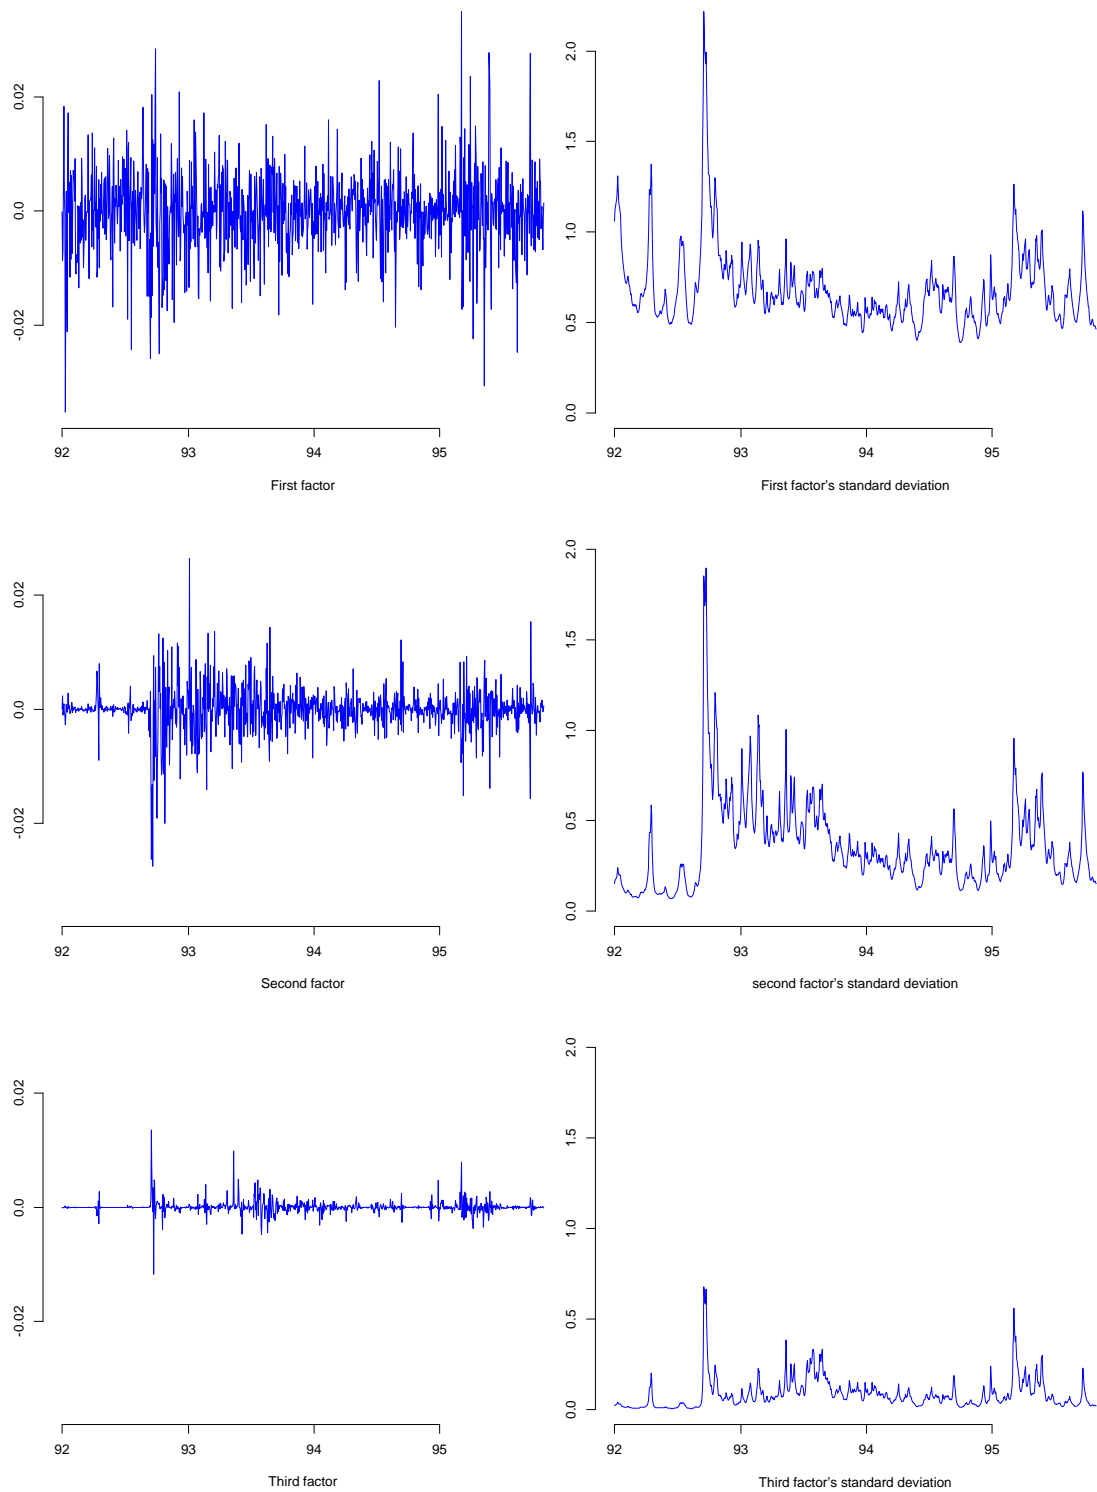 0.02
0.0
-0.02
92 93 94 95
First factor
2.0
1.5
1.0
0.5
0.0
92 93 94 95
First factor's standard deviation
0.02
0.0
-0.02
92 93 94 95
Second factor
2.0
1.5
1.0
0.5
0.0
92 93 94 95
second factor's standard deviation
0.02
0.0
-0.02
92 93 94 95
Third factor
2.0
1.5
1.0
0.5
0.0
92 93 94 95
Third factor's standard deviation